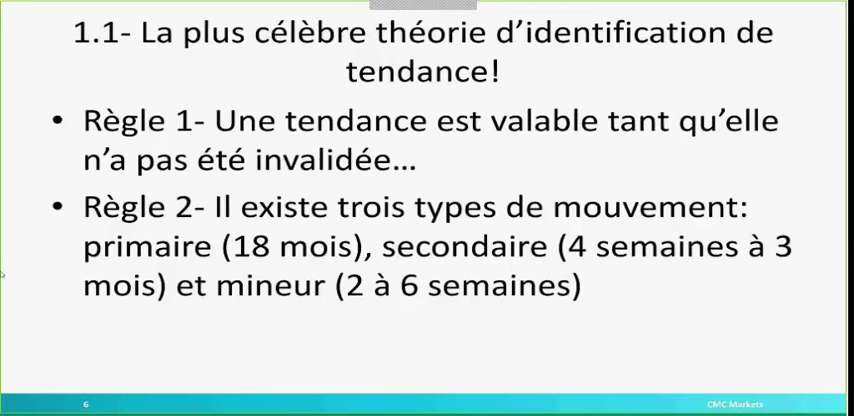 1.1- La plus célèbre théorie d’identification de
tendance!
• Règle 1- Une tendance est valable tant qu’elle
n’a pas été invalidée…
• Règle 2- Il existe trois types de mouvement:
primaire (18 mois), secondaire (4 semaines à 3
mois) et mineur (2 à 6 semaines)
6
CMC Markets